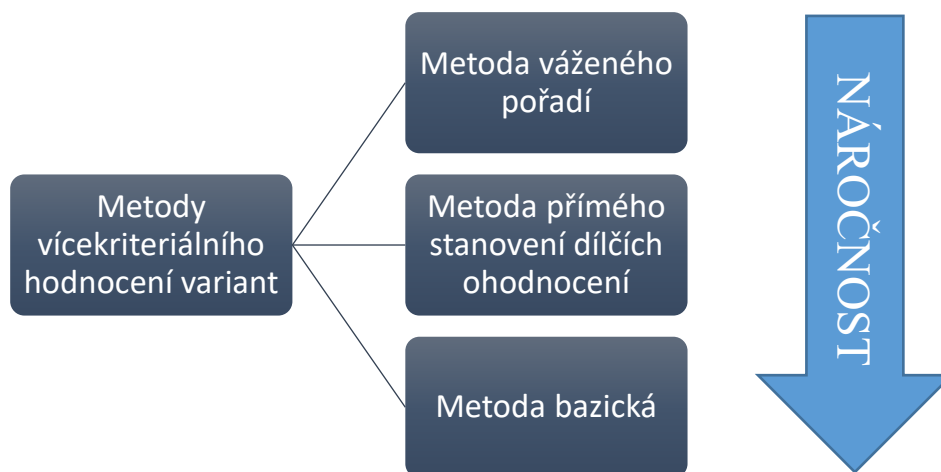 Metoda váženého
pořadí
Metody
vícekriteriálního
hodnocení variant
Metoda přímého
stanovení dílčích
ohodnocení
Metoda bazická
NÁROČNOST